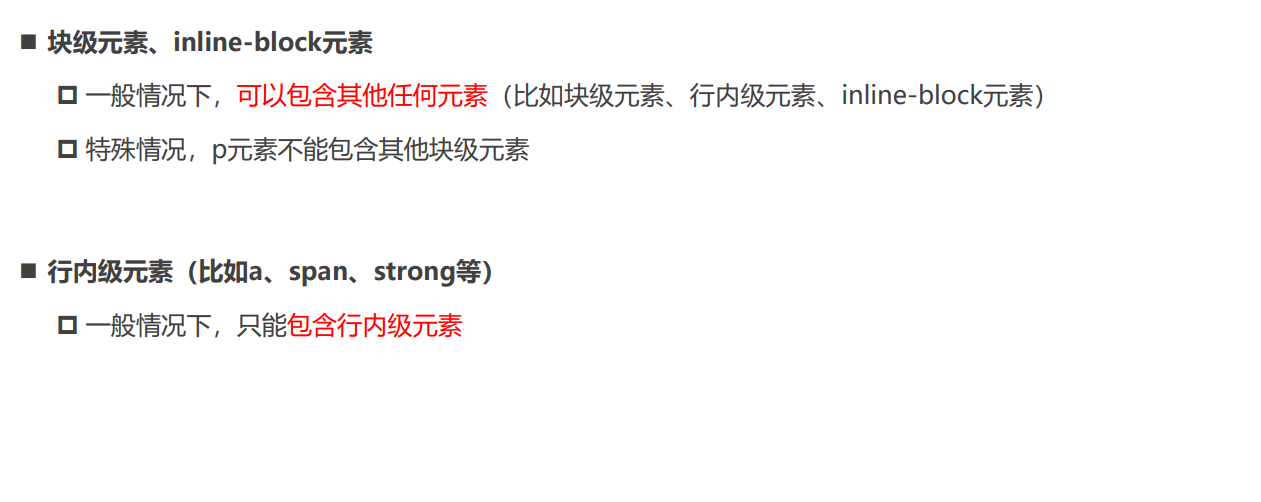 ■ 块级元素、inline-block元素
一般情况下，可以包含其他任何元素（比如块级元素、行内级元素、inline-block元素）
特殊情况，p元素不能包含其他块级元素
■ 行内级元素（比如a、span、strong等）
一般情况下，只能包含行内级元素